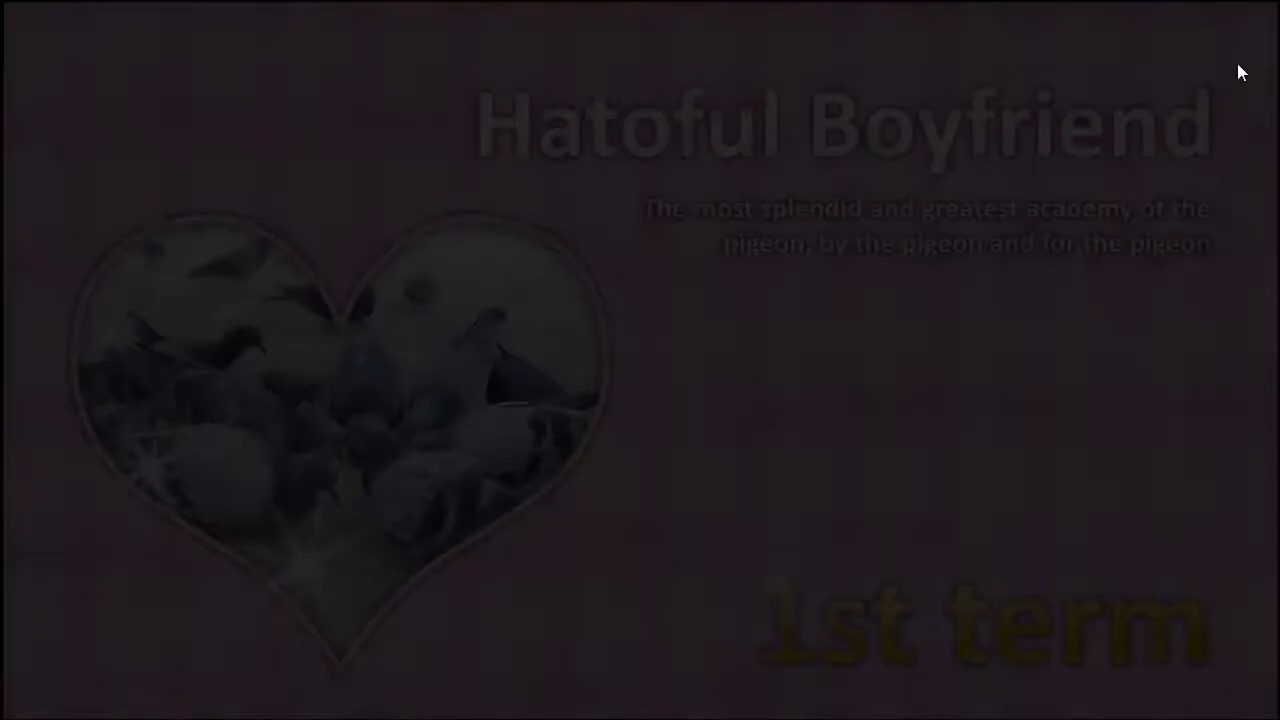 Hatoful Boyfriend
The most splendid and greatest academy of the
pigeon, by the pigeon and for the pigeon
1st term